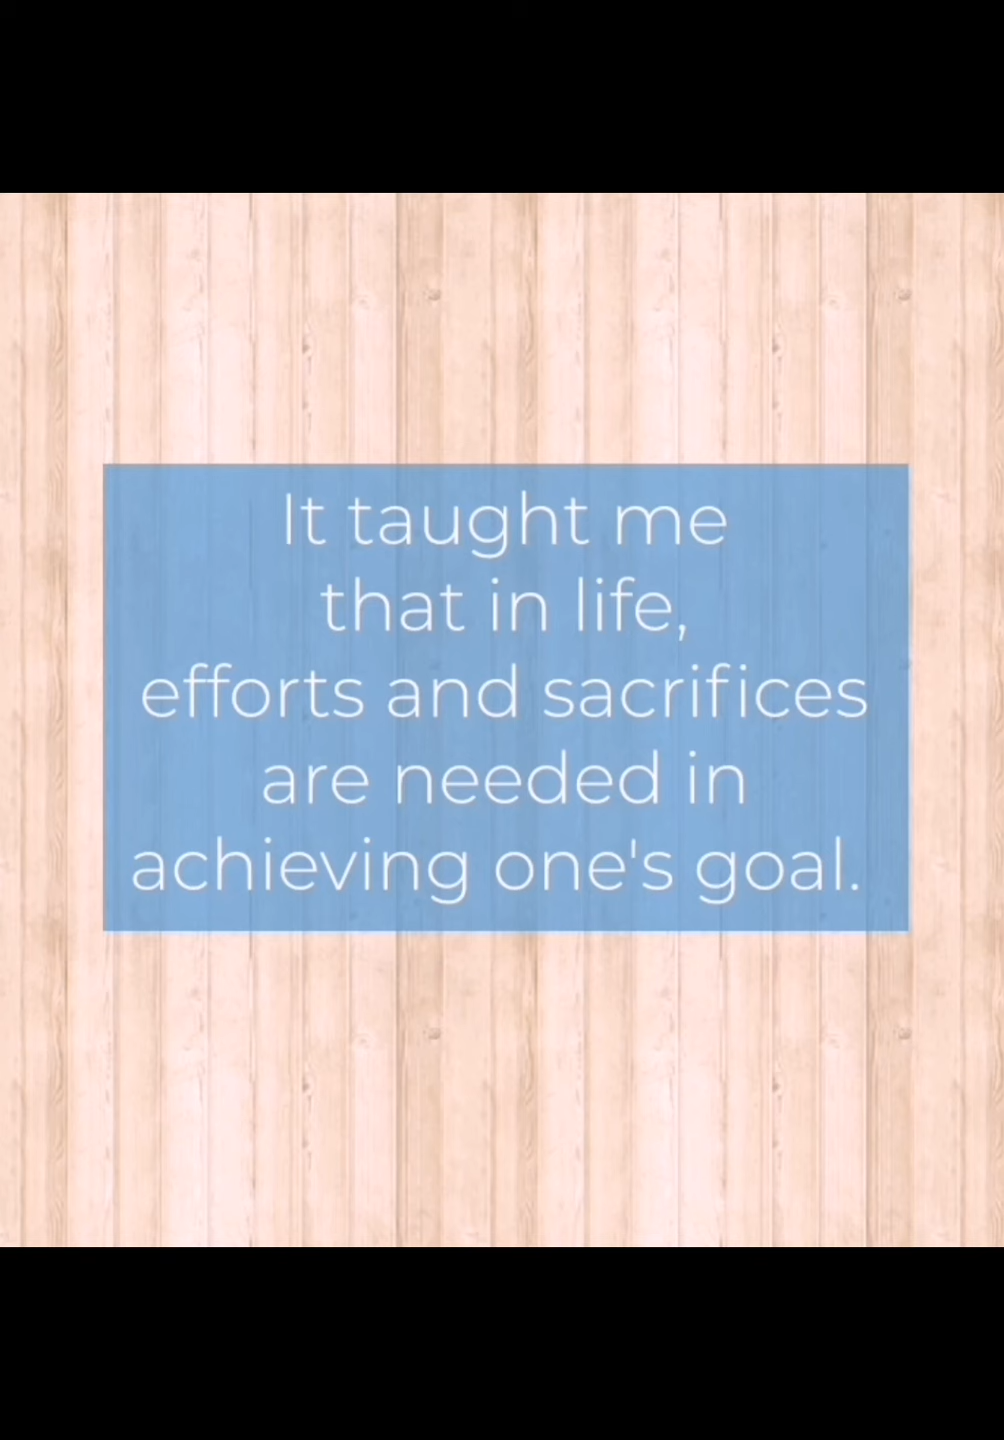 It taught me
that in life,
efforts and sacrifices
are needed in
achieving one's goal.